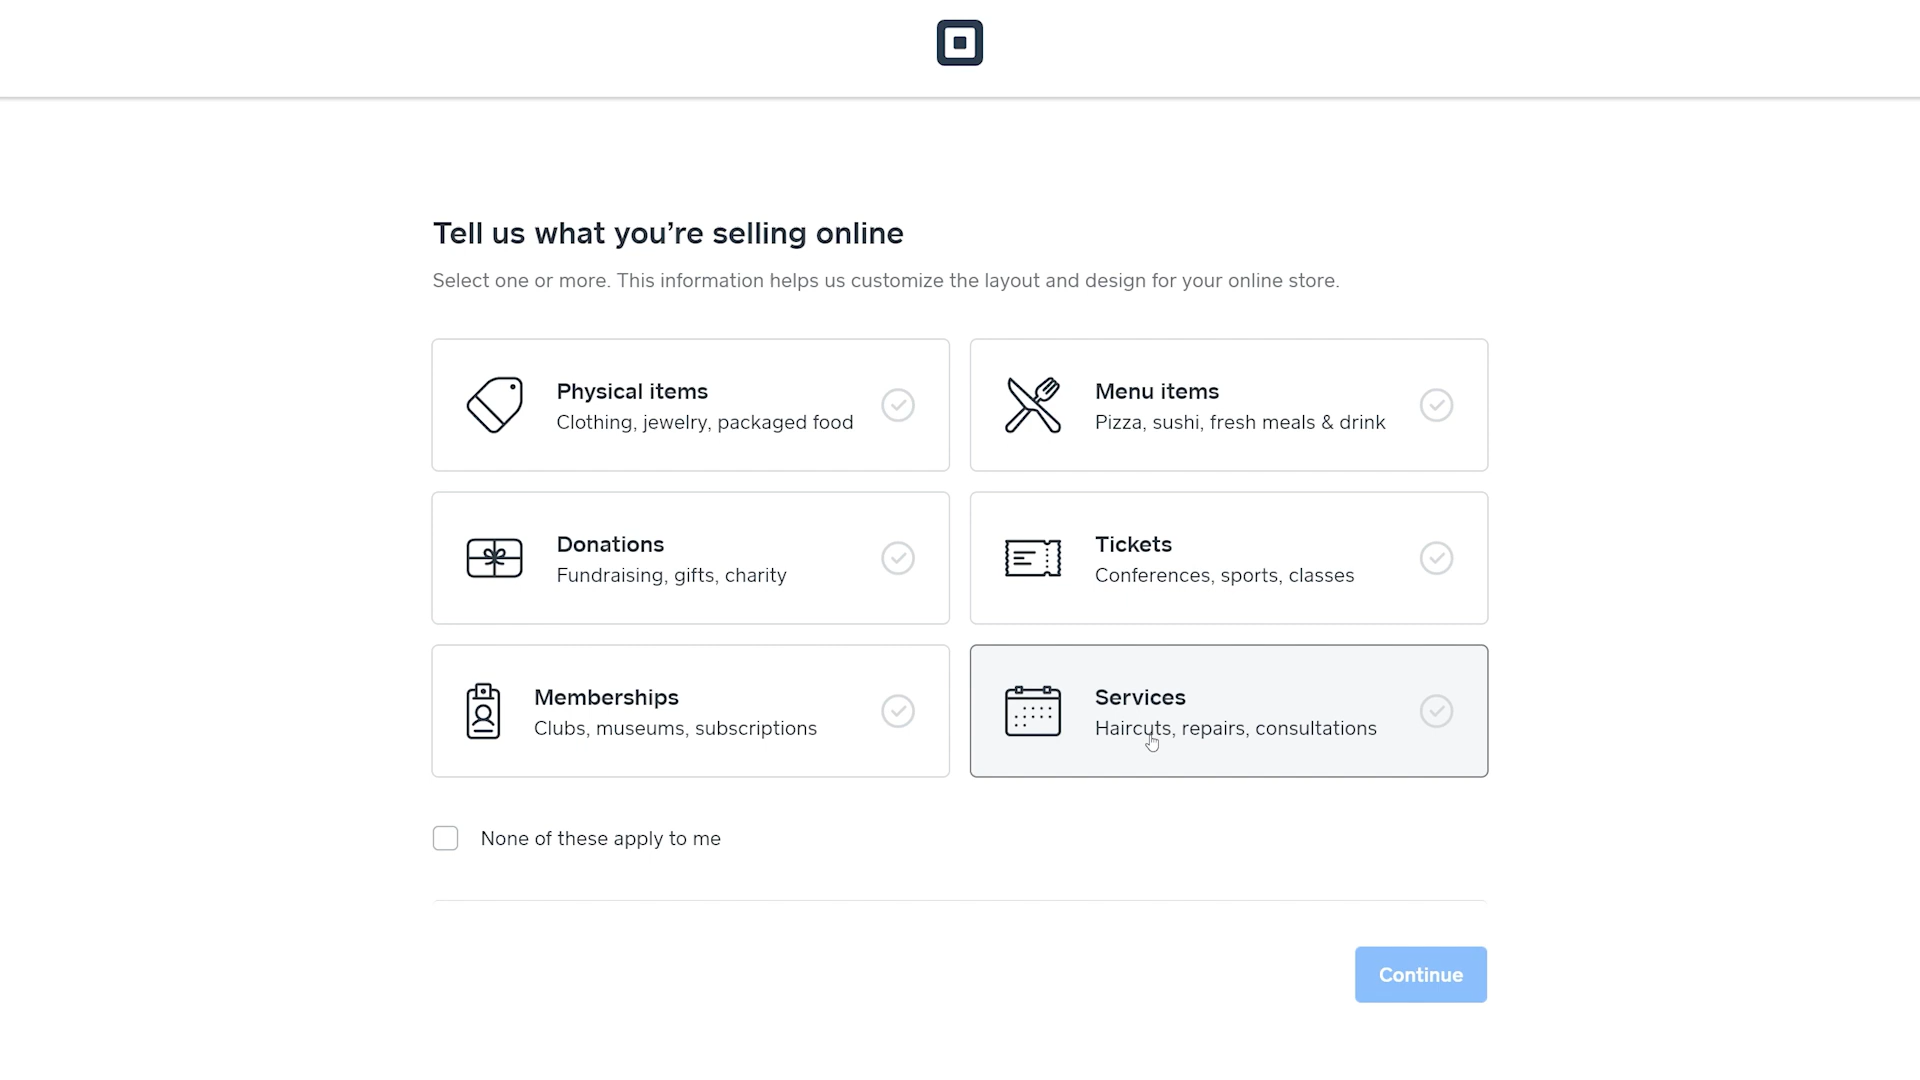 Tell us what you’re selling online
Select one or more. This information helps us customize the layout and design for your online store.
Physical items
Clothing, jewelry, packaged food
Menu items
Pizza, sushi, fresh meals & drink
Donations
Fundraising, gifts, charity
Tickets
Conferences, sports, classes
Memberships
Clubs, museums, subscriptions
Services
Haircuts, repairs, consultations
None of these apply to me
Continue